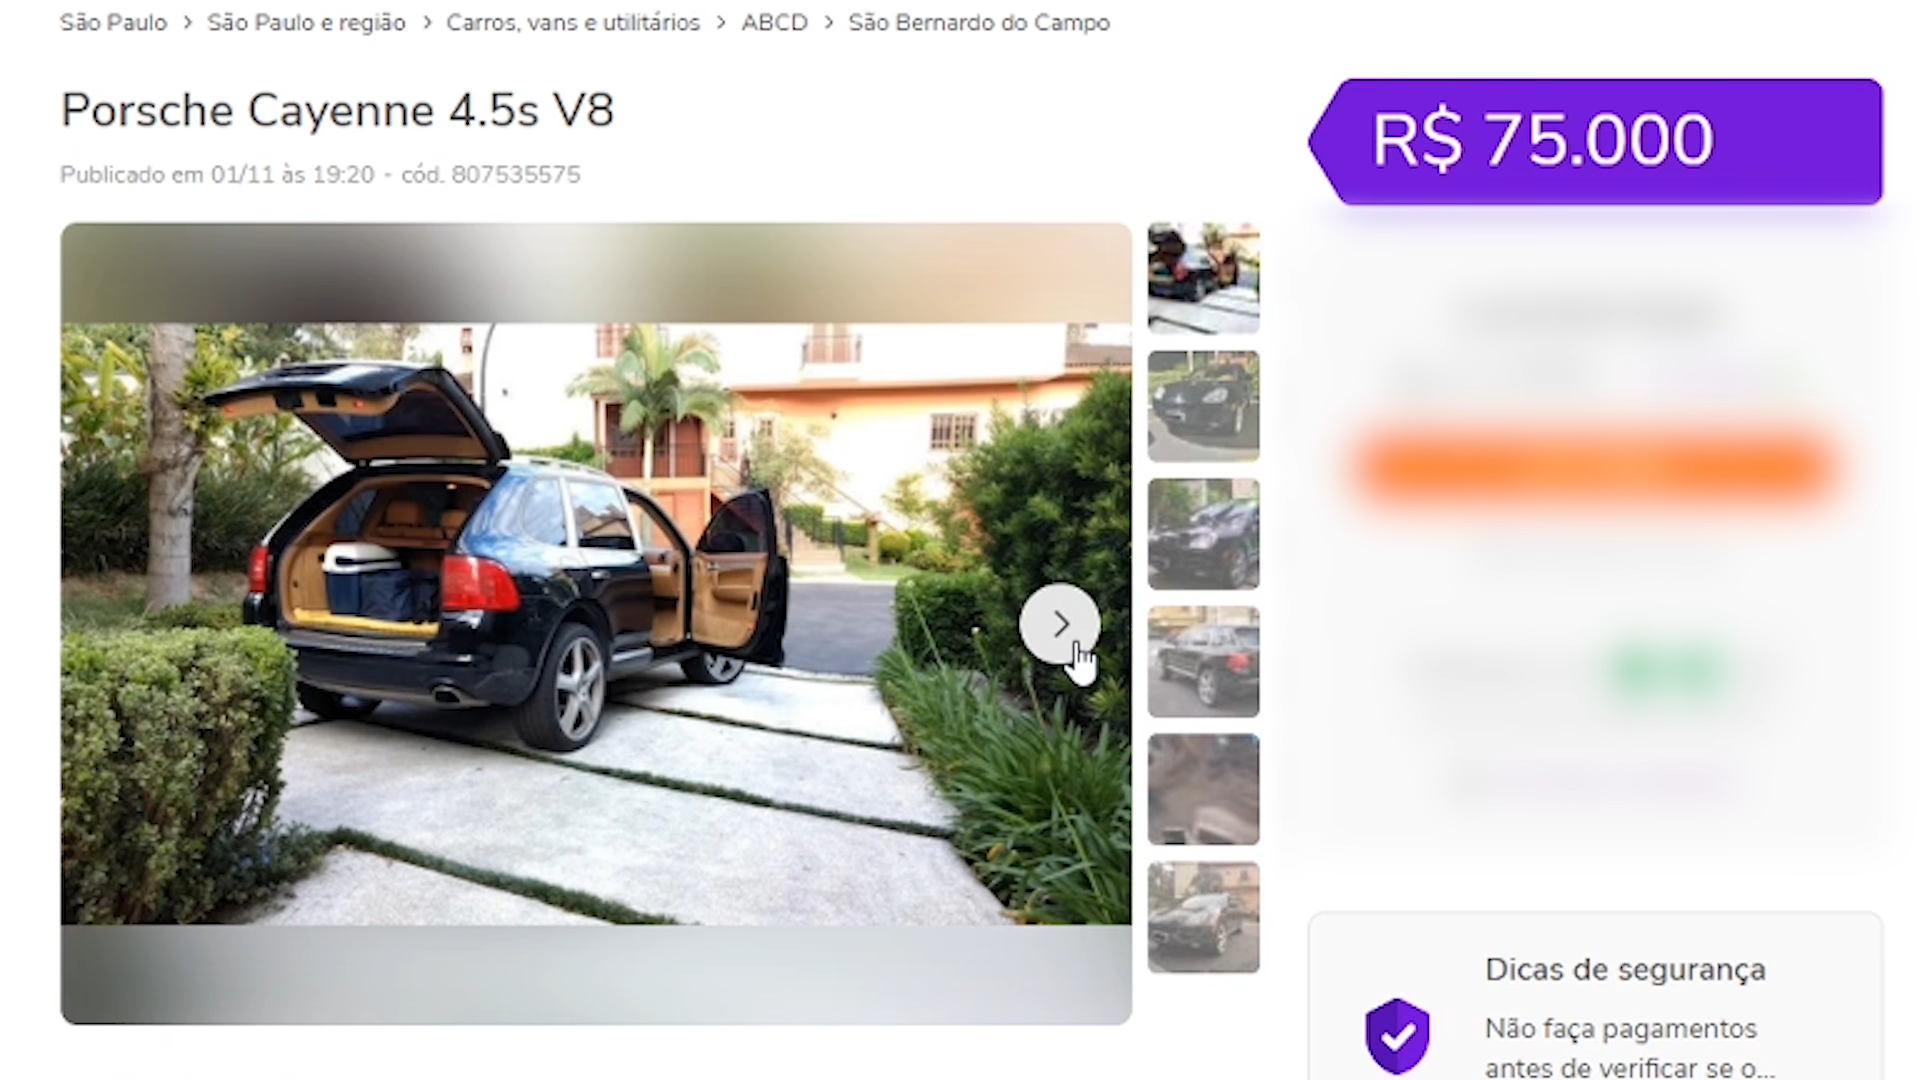 São Paulo > São Paulo e região > Carros, vans e utilitários > ABCD > São Bernardo do Campo
Porsche Cayenne 4.5s V8
Publicado em 01/11 às 19:20 - cód. 807535575
R$ 75.000
Dicas de segurança
Não faça pagamentos
antes de verificar se o...